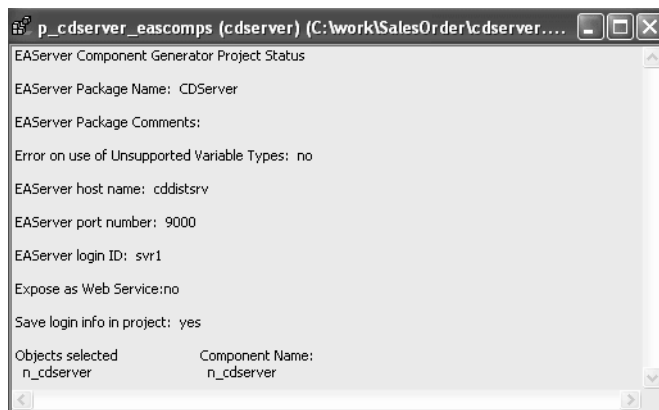 p_cdserver_eascomps (cdserver) (C:\work\SalesOrder\cdserver....
EAServer Component Generator Project Status
EAServer Package Name: CDServer
EAServer Package Comments:
Error on use of Unsupported Variable Types: no
EAServer host name: cddistsrv
EAServer port number: 9000
EAServer login ID: svr1
Expose as Web Service:no
Save login info in project: yes
Objects selected Component Name:
n_cdserver n_cdserver